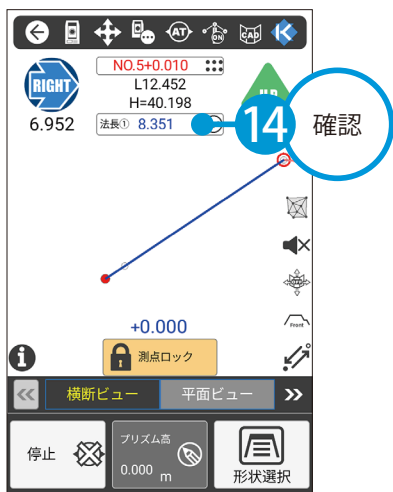 AT
ON
CAD
NO.5+0.010
RIGHT
L12.452
H=40.198
6.952
法長① 8.351
14
確認
Front
+0.000
測点ロック
横断ビュー
平面ビュー
停止
プリズム高
0.000 m
形状選択